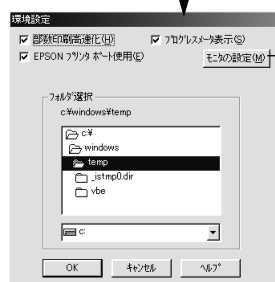 環境設定
部数印刷高速化(H)
プログレスメータ表示(S)
EPSON プリンタ ポート使用(E)
モニタの設定(M)
フォルダ選択
c:¥windows¥temp
c:¥
windows
temp
_istmp0.dir
vbe
c:
OK
キャンセル
ヘルプ